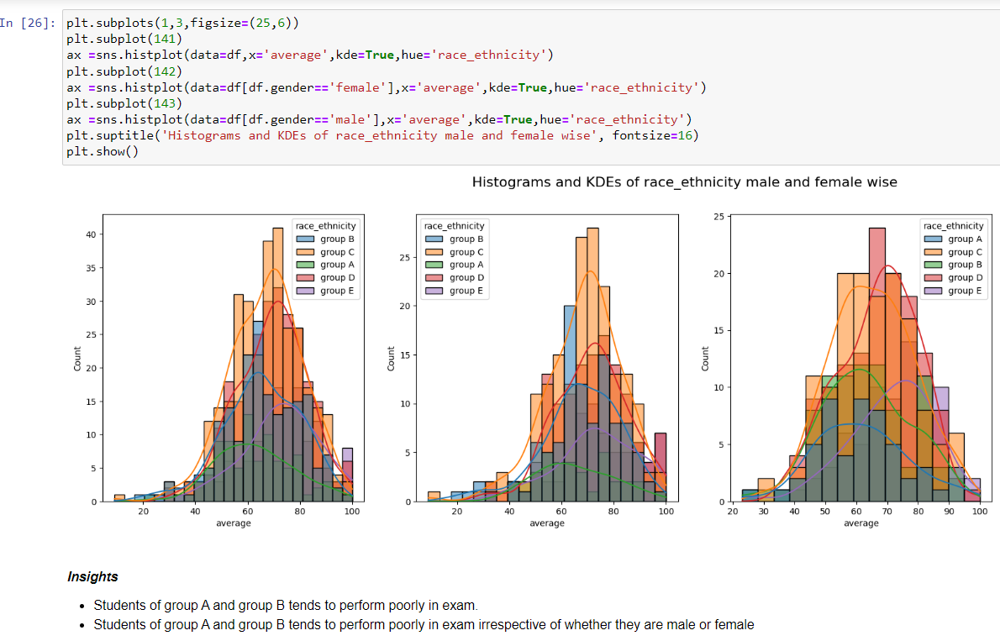 In [26]:
plt.subplots(1,3,figsize=(25,6))
plt.subplot(141)
ax =sns.histplot(data=df,x='average',kde=True,hue='race_ethnicity')
plt.subplot(142)
ax =sns.histplot(data=df[df.gender=='female'],x='average',kde=True,hue='race_ethnicity')
plt.subplot(143)
ax =sns.histplot(data=df[df.gender=='male'],x='average',kde=True,hue='race_ethnicity')
plt.suptitle('Histograms and KDEs of race_ethnicity male and female wise', fontsize=16)
plt.show()
Histograms and KDEs of race_ethnicity male and female wise
race_ethnicity
group B
group C
group A
group D
group E
40
35
30
25
20
15
10
5
0
Count
20 40 60 80 100
average
race_ethnicity
group B
group C
group A
group D
group E
25
20
15
10
5
0
Count
20 40 60 80 100
average
race_ethnicity
group A
group C
group B
group D
group E
25
20
15
10
5
0
Count
20 30 40 50 60 70 80 90 100
average
Insights
• Students of group A and group B tends to perform poorly in exam.
• Students of group A and group B tends to perform poorly in exam irrespective of whether they are male or female